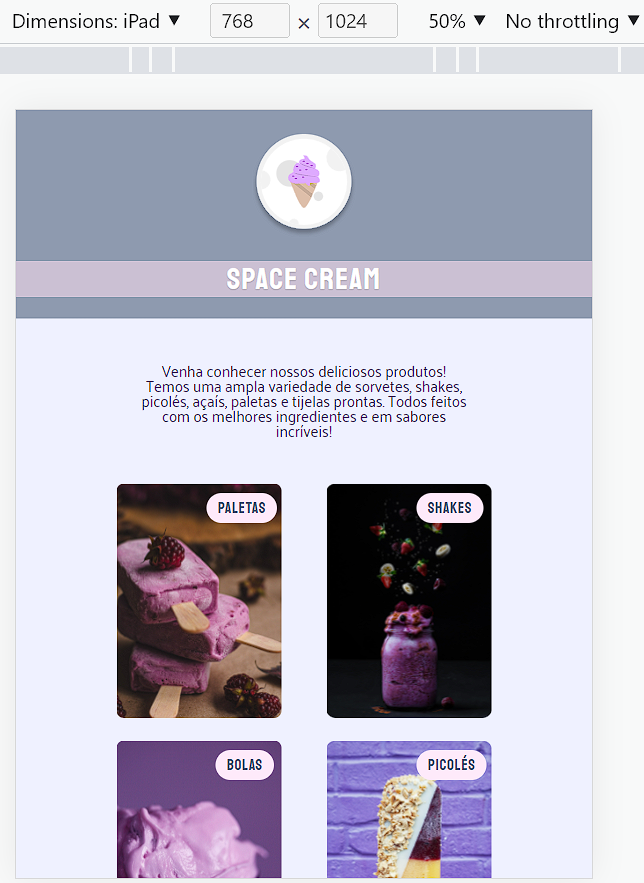 Dimensions: iPad ▼ 768 × 1024 50% ▼ No throttling ▼
SPACE CREAM
Venha conhecer nossos deliciosos produtos!
Temos uma ampla variedade de sorvetes, shakes,
picolés, açaís, paletas e tijelas prontas. Todos feitos
com os melhores ingredientes e em sabores
incríveis!
PALETAS
SHAKES
BOLAS
PICOLÉS